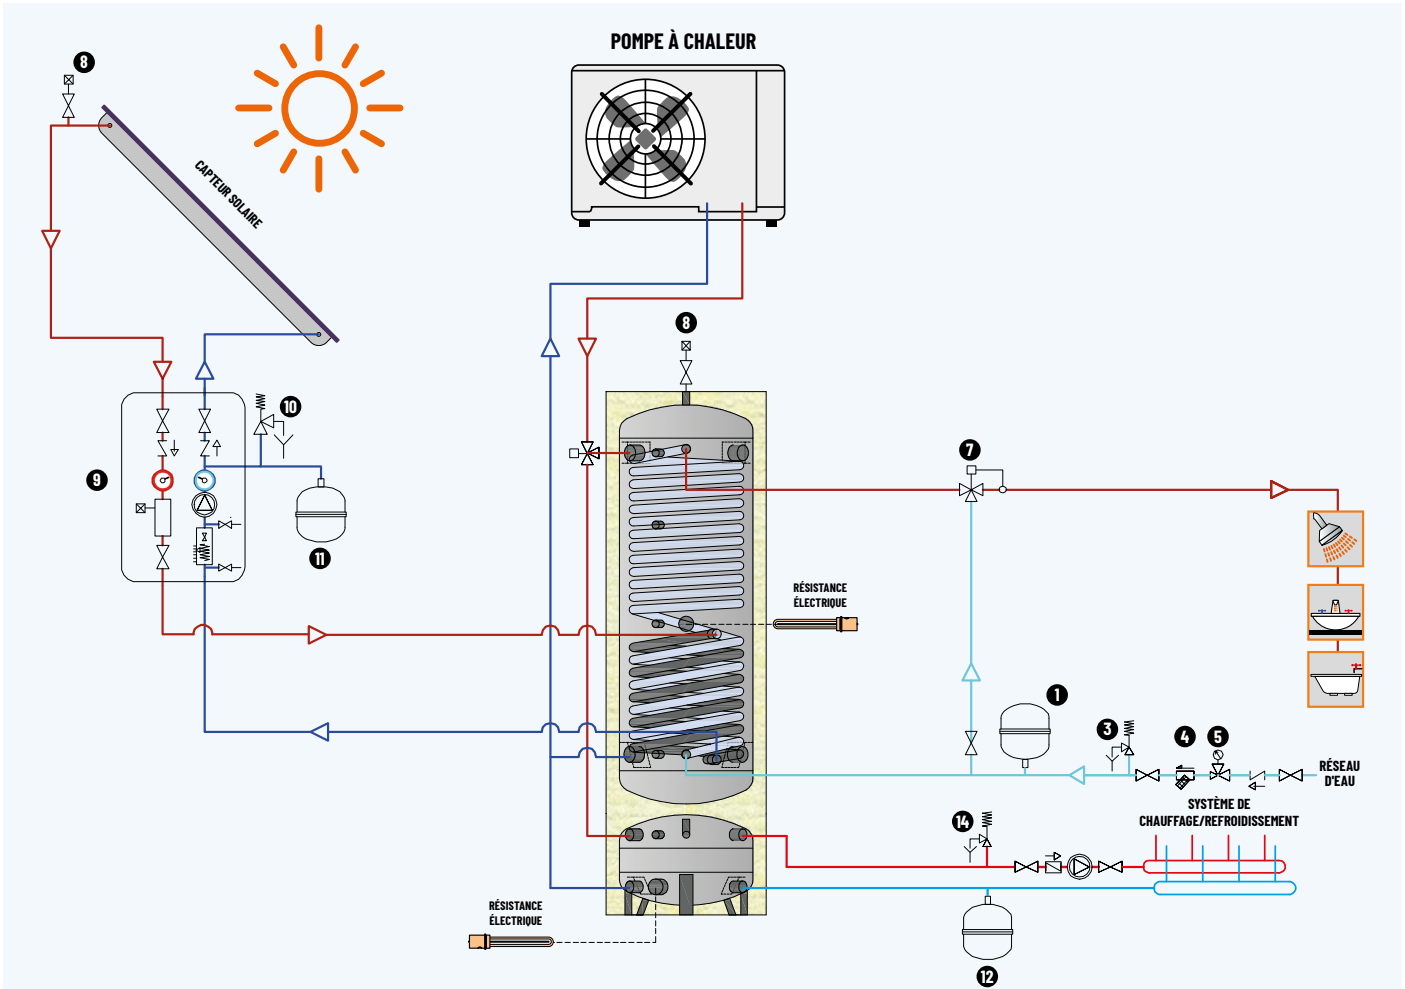 POMPE À CHALEUR
8
CAPTEUR SOLAIRE
8
10
9
11
7
RÉSISTANCE
ÉLECTRIQUE
1
3
4
5
RÉSEAU
D'EAU
SYSTÈME DE
CHAUFFAGE/REFROIDISSEMENT
14
RÉSISTANCE
ÉLECTRIQUE
12